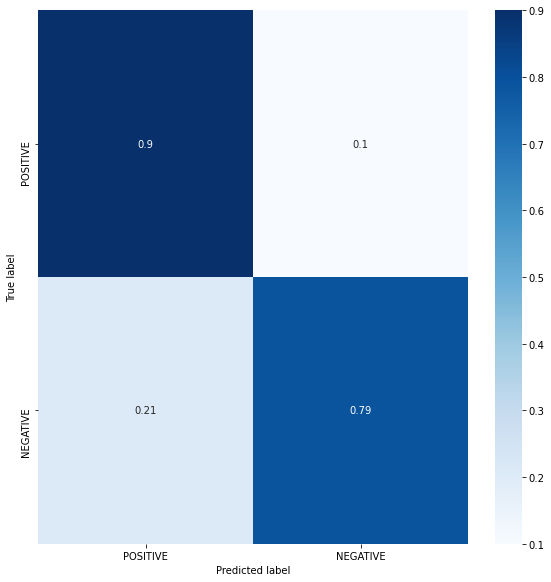 0.9
0.1
0.21
0.79
POSITIVE
NEGATIVE
True label
POSITIVE
NEGATIVE
Predicted label
0.9
0.8
0.7
0.6
0.5
0.4
0.3
0.2
0.1